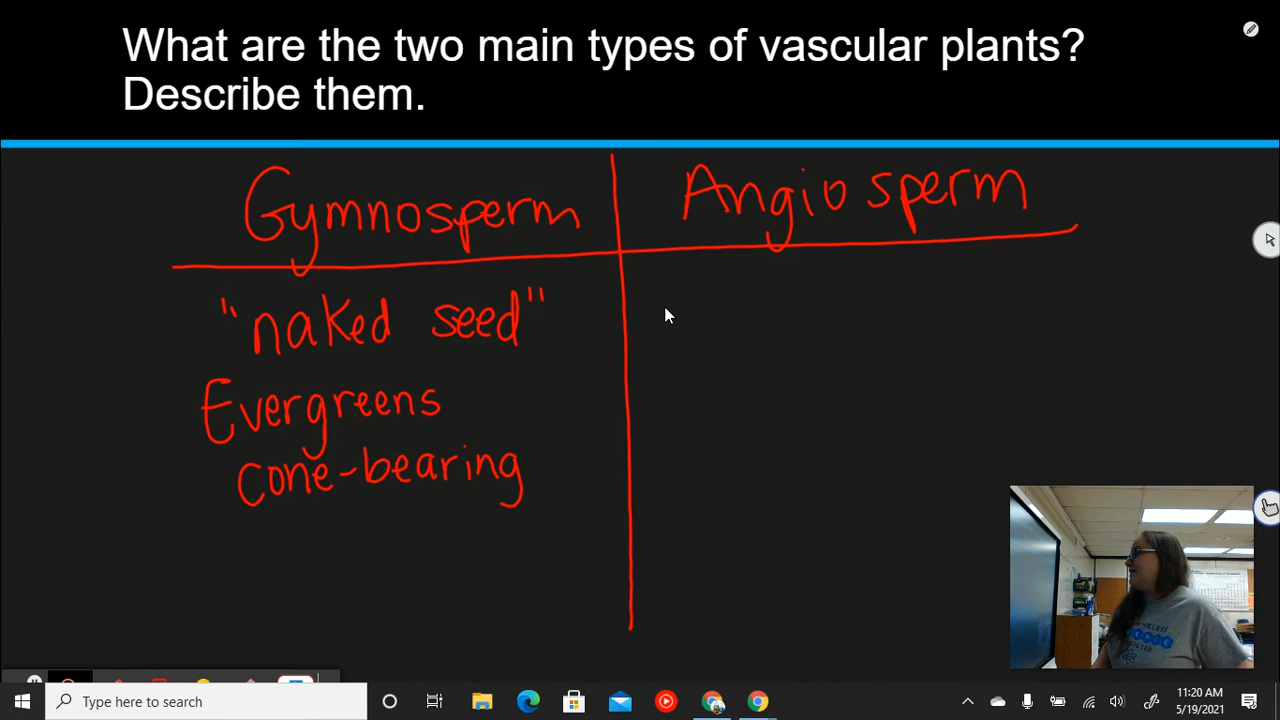 What are the two main types of vascular plants?
Describe them.
Gymnosperm
Angiosperm
"naked seed"
Evergreens
cone-bearing
Type here to search
11:20 AM
5/19/2021